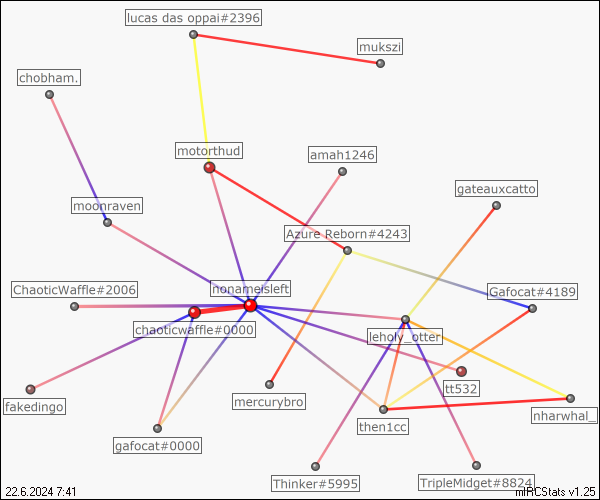 lucas das oppai#2396
mukszi
chobham.
motorthud
amah1246
gateauxcatto
moonraven
Azure Reborn#4243
ChaoticWaffle#2006
nonameisleft
Gafocat#4189
chaoticwaffle#0000
leholy_otter
tt532
fakedingo
mercurybro
nharwhal_
then1cc
gafocat#0000
Thinker#5995
TripleMidget#8824
22.6.2024 7:41
mIRCStats v1.25